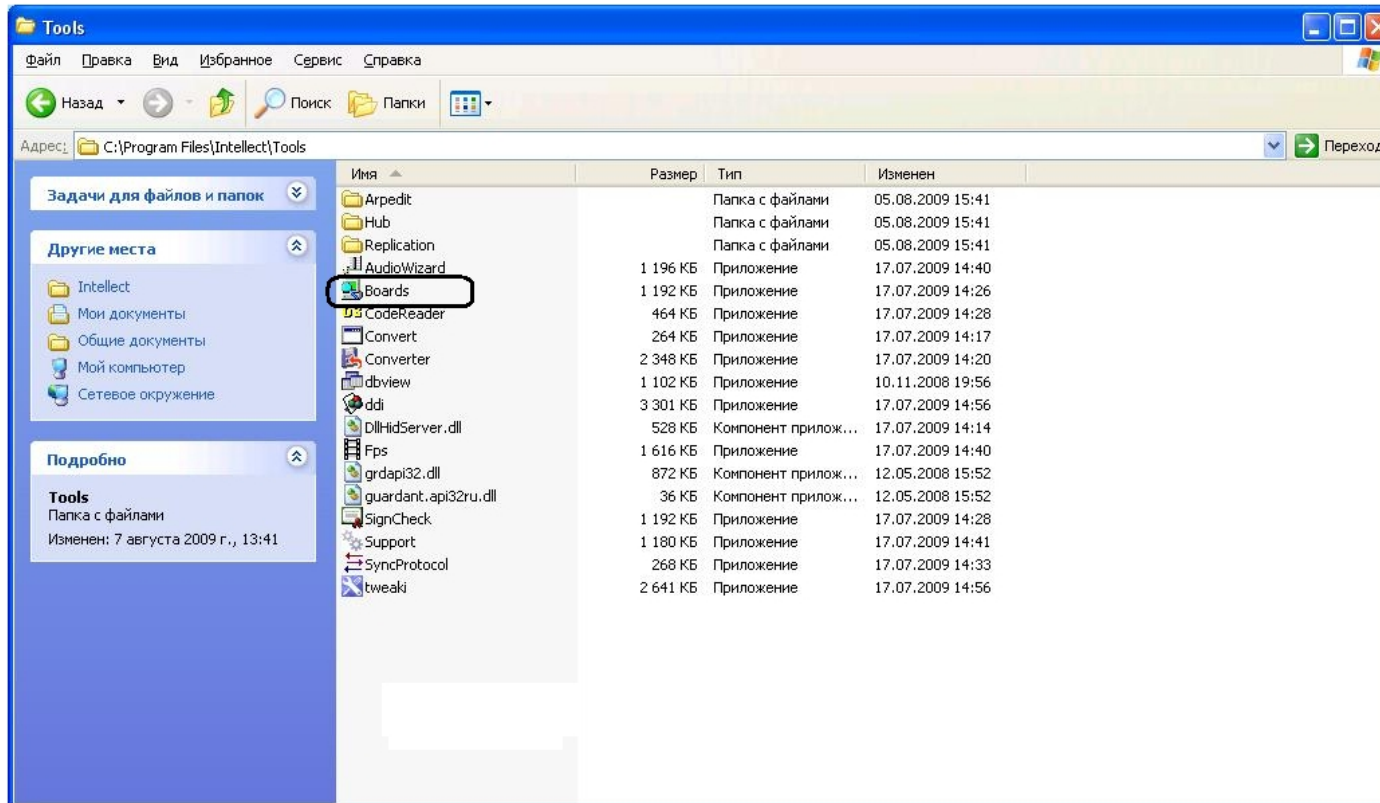 Tools
Файл Правка Вид Избранное Сервис Справка
Назад Поиск Папки
Адрес: C:\Program Files\Intellect\Tools Переход
Задачи для файлов и папок
Другие места
Intellect
Мои документы
Общие документы
Мой компьютер
Сетевое окружение
Подробно
Tools
Папка с файлами
Изменен: 7 августа 2009 г., 13:41
Имя Размер Тип Изменен
Arpedit Папка с файлами 05.08.2009 15:41
Hub Папка с файлами 05.08.2009 15:41
Replication Папка с файлами 05.08.2009 15:41
AudioWizard 1 196 КБ Приложение 17.07.2009 14:40
Boards 1 192 КБ Приложение 17.07.2009 14:26
CodeReader 464 КБ Приложение 17.07.2009 14:28
Convert 264 КБ Приложение 17.07.2009 14:17
Converter 2 348 КБ Приложение 17.07.2009 14:20
dbview 1 102 КБ Приложение 10.11.2008 19:56
ddi 3 301 КБ Приложение 17.07.2009 14:56
DllHidServer.dll 528 КБ Компонент прилож... 17.07.2009 14:14
Fps 1 616 КБ Приложение 17.07.2009 14:40
grdapi32.dll 872 КБ Компонент прилож... 12.05.2008 15:52
guardant.api32ru.dll 36 КБ Компонент прилож... 12.05.2008 15:52
SignCheck 1 192 КБ Приложение 17.07.2009 14:28
Support 1 180 КБ Приложение 17.07.2009 14:41
SyncProtocol 268 КБ Приложение 17.07.2009 14:33
tweaki 2 641 КБ Приложение 17.07.2009 14:56